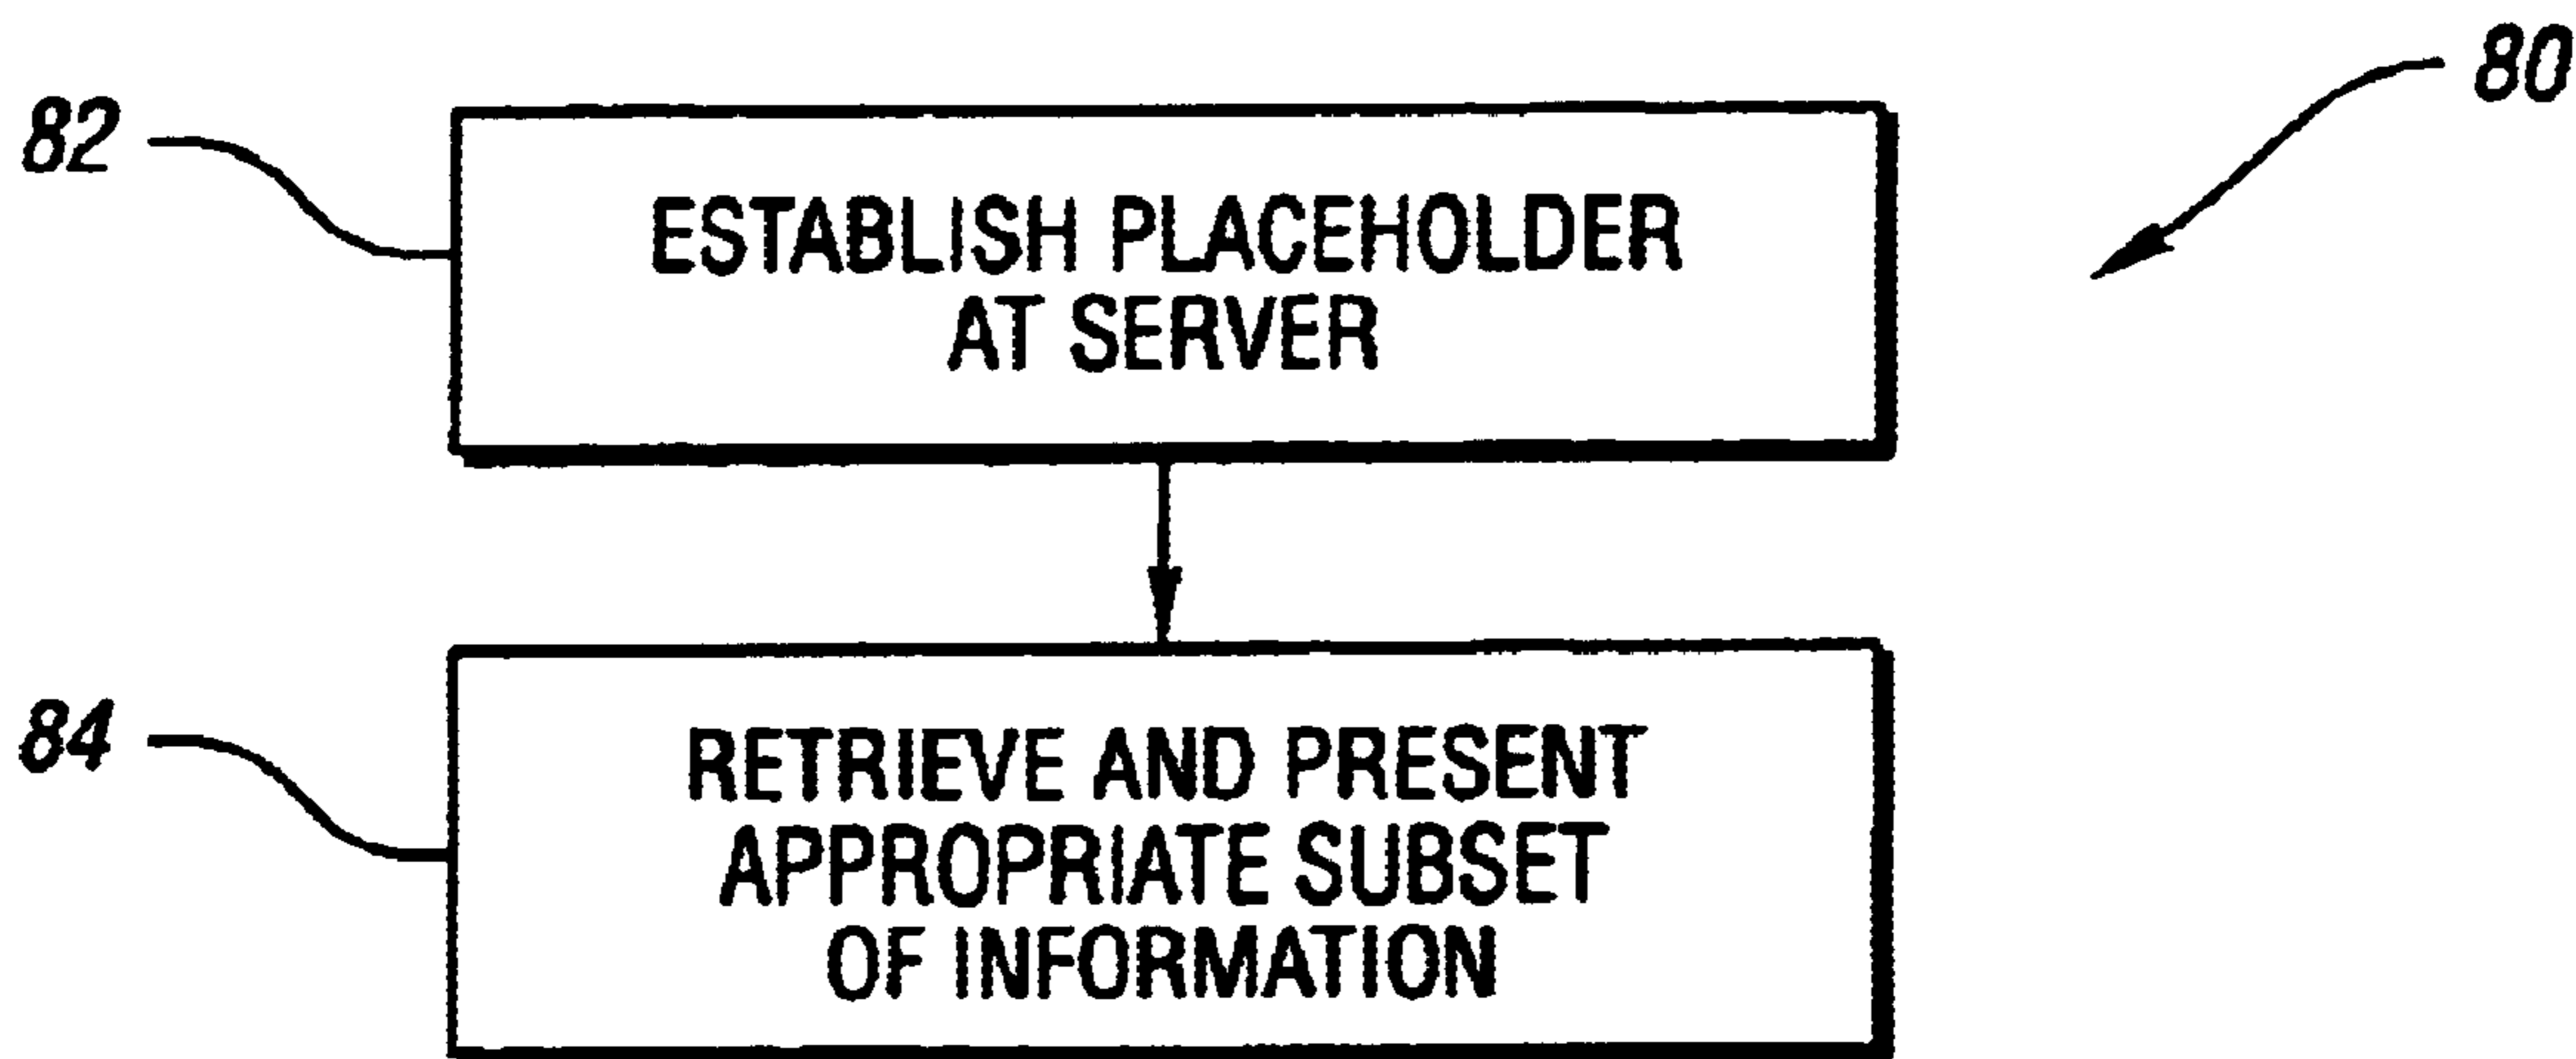 80
82
ESTABLISH PLACEHOLDER
AT SERVER
84
RETRIEVE AND PRESENT
APPROPRIATE SUBSET
OF INFORMATION